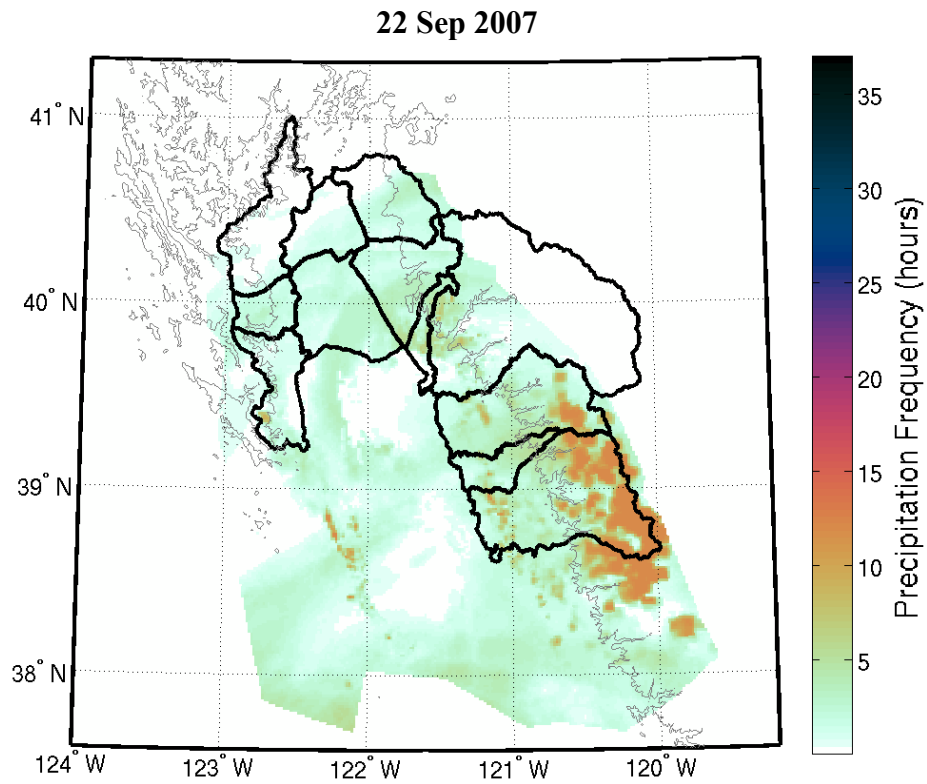 22 Sep 2007
41° N
40° N
39° N
38° N
124° W
123° W
122° W
121° W
120° W
35
30
25
20
15
10
5
Precipitation Frequency (hours)